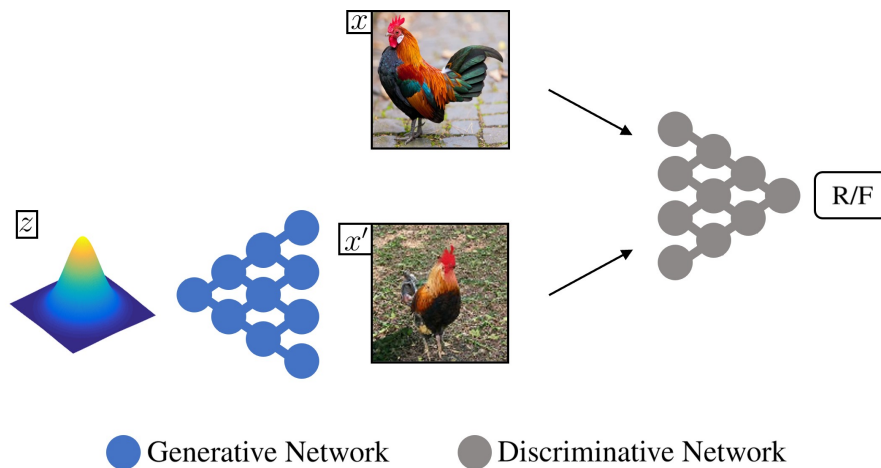 x
z
x′
R/F
Generative Network
Discriminative Network